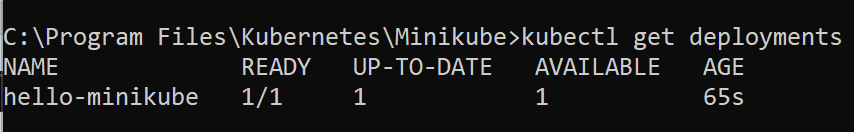 C:\Program Files\Kubernetes\Minikube>kubectl get deployments
NAME READY UP-TO-DATE AVAILABLE AGE
hello-minikube 1/1 1 1 65s